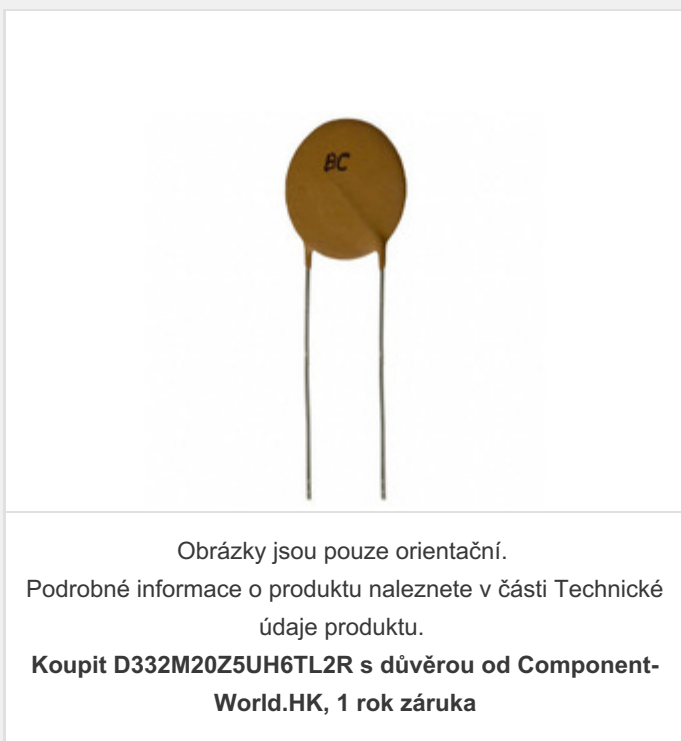 BC
Obrázky jsou pouze orientační.
Podrobné informace o produktu naleznete v části Technické
údaje produktu.
Koupit D332M20Z5UH6TL2R s důvěrou od Component-
World.HK, 1 rok záruka